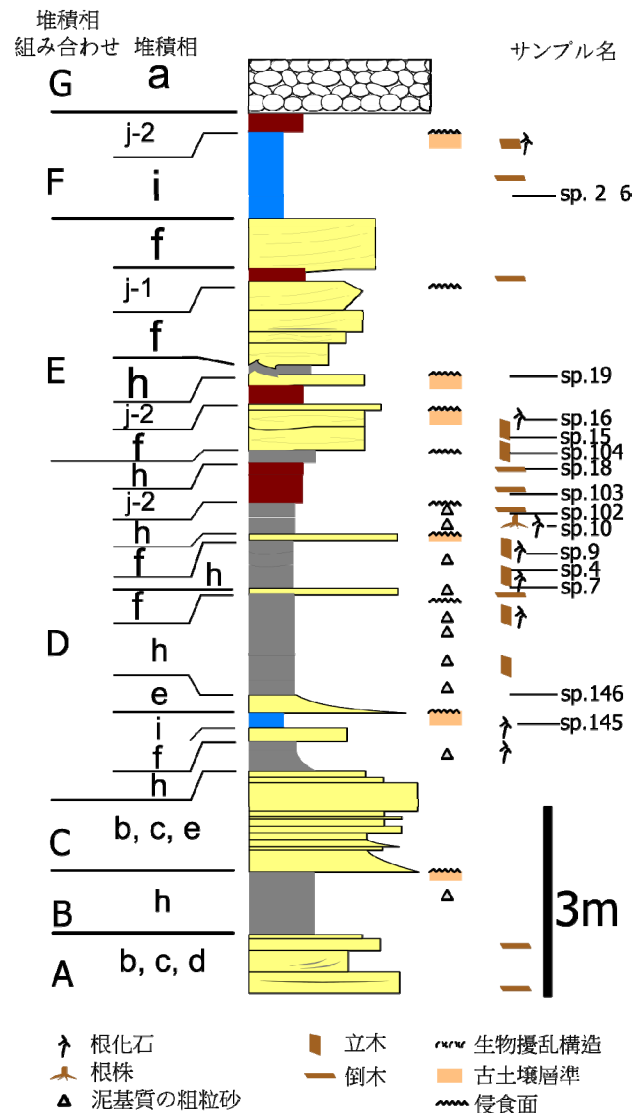 堆積相
組み合わせ 堆積相
サンプル名
G a
j-2
F i
sp. 2 6
f
j-1
f
E h
sp.19
j-2
sp.16
sp.15
f
sp.104
h
sp.18
j-2
sp.103
sp.102
h
sp.10
f
sp.9
h
sp.4
sp.7
f
D h
e
sp.146
i
sp.145
f
h
C b, c, e
B h
3m
A b, c, d
根化石 立木 生物擾乱構造
根株 倒木 古土壌層準
泥基質の粗粒砂 侵食面